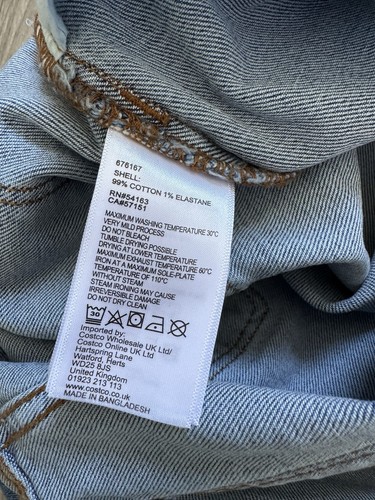 676167
SHELL:
99% COTTON 1% ELASTANE
RN#54163
CA#57151
MAXIMUM WASHING TEMPERATURE 30°C
VERY MILD PROCESS
DO NOT BLEACH
TUMBLE DRYING POSSIBLE
DRYING AT LOWER TEMPERATURE
MAXIMUM EXHAUST TEMPERATURE 60°C
IRON AT A MAXIMUM SOLE-PLATE
TEMPERATURE OF 110°C
WITHOUT STEAM
STEAM IRONING MAY CAUSE
IRREVERSIBLE DAMAGE
DO NOT DRY CLEAN
30
Imported by:
Costco Wholesale UK Ltd/
Costco Online UK Ltd
Hartspring Lane
Watford, Herts
WD25 8JS
United Kingdom
01923 213 113
www.costco.co.uk
MADE IN BANGLADESH